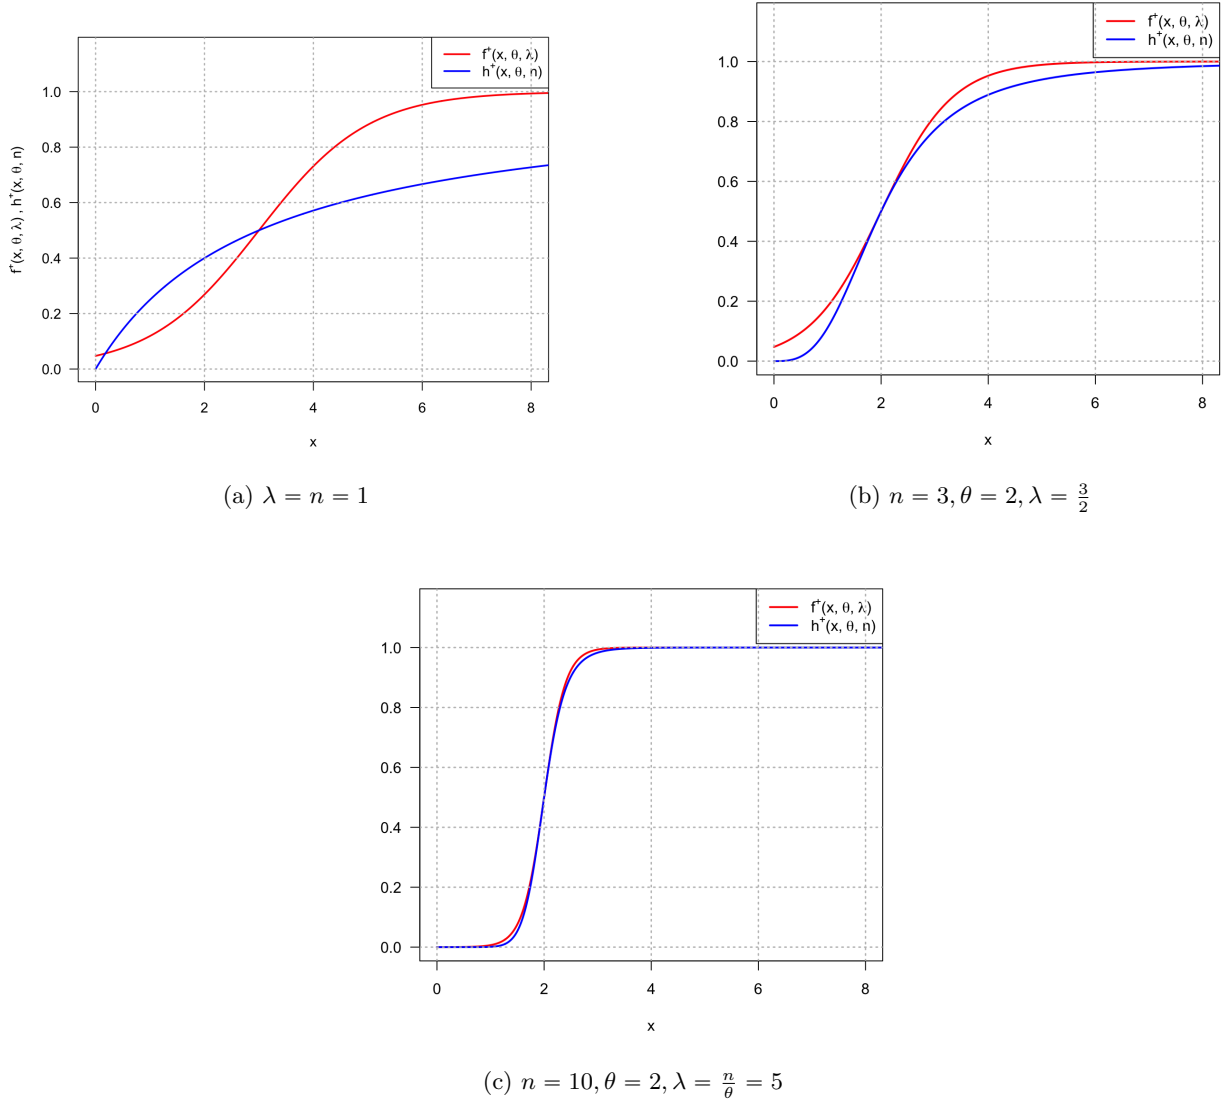 f⁺(x, θ, λ)
h⁺(x, θ, n)
f⁺(x, θ, λ) , h⁺(x, θ, n)
1.0
0.8
0.6
0.4
0.2
0.0
0 2 4 6 8
x
(a) λ = n = 1
f⁺(x, θ, λ)
h⁺(x, θ, n)
1.0
0.8
0.6
0.4
0.2
0.0
0 2 4 6 8
x
(b) n = 3, θ = 2, λ = 3/2
f⁺(x, θ, λ)
h⁺(x, θ, n)
1.0
0.8
0.6
0.4
0.2
0.0
0 2 4 6 8
x
(c) n = 10, θ = 2, λ = n/θ = 5